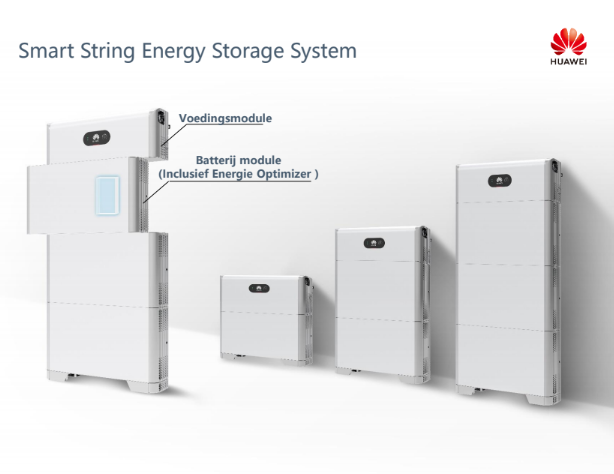 Smart String Energy Storage System
HUAWEI
Voedingsmodule
Batterij module
(Inclusief Energie Optimizer )